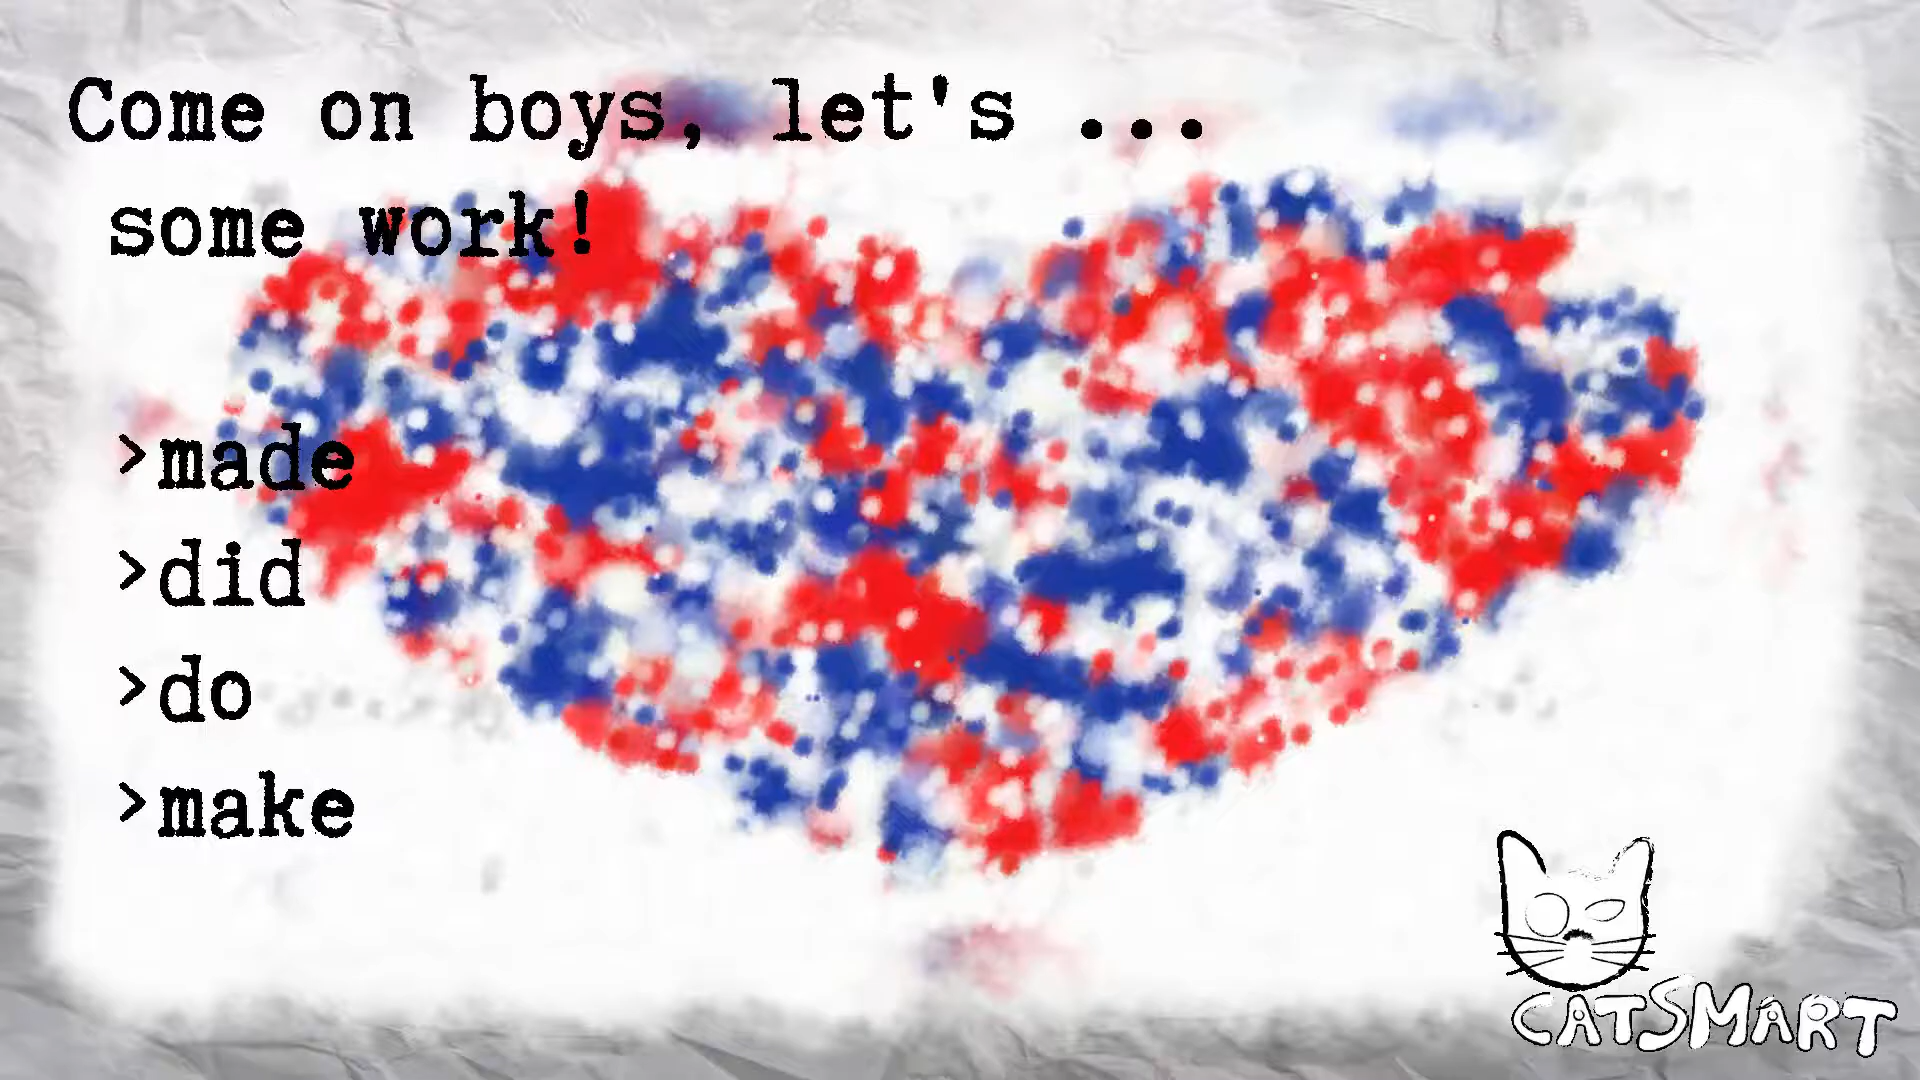 Come on boys, let's ...
some work!
>made
>did
>do
>make
CATSMART